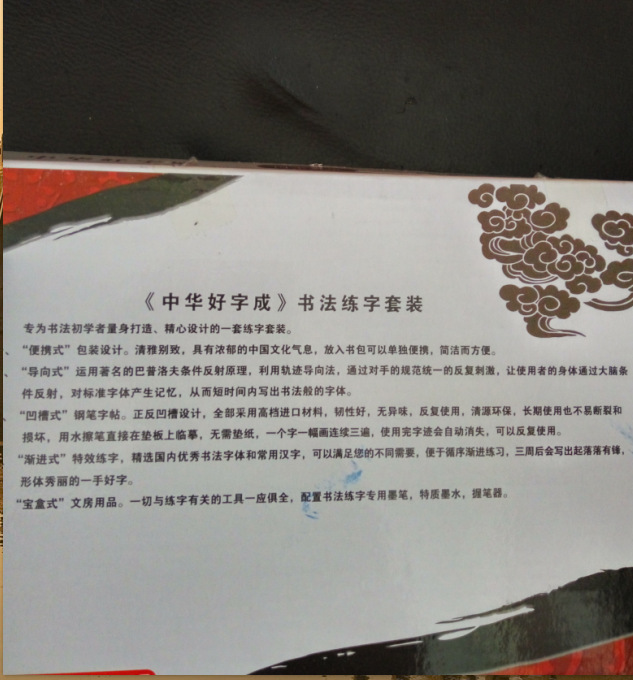 《中华好字成》书法练字套装
专为书法初学者量身打造、精心设计的一套练字套装。
、“便携式”包装设计。清雅别致，具有浓郁的中国文化气息，放入书包可以单独便携，简洁而方便。
、“导向式”运用著名的巴普洛夫条件反射原理，利用轨迹导向法，通过对手的规范统一的反复刺激，让使用者的身体通过大脑条
件反射，对标准字体产生记忆，从而短时间内写出书法般的字体。
“凹槽式”钢笔字帖。正反凹槽设计，全部采用高档进口材料，韧性好，无异味，反复使用，清源环保，长期使用也不易断裂和
损坏，用水擦笔直接在垫板上临摹，无需垫纸，一个字一幅画连续三遍，使用完字迹会自动消失，可以反复使用。
“渐进式”特效练字，精选国内优秀书法字体和常用汉字，可以满足您的不同需要，便于循序渐进练习，三周后会写出起落落有锋，
形体秀丽的一手好字。
“宝盒式”文房用品。一切与练字有关的工具一应俱全，配置书法练字专用墨笔，特质墨水，握笔器。